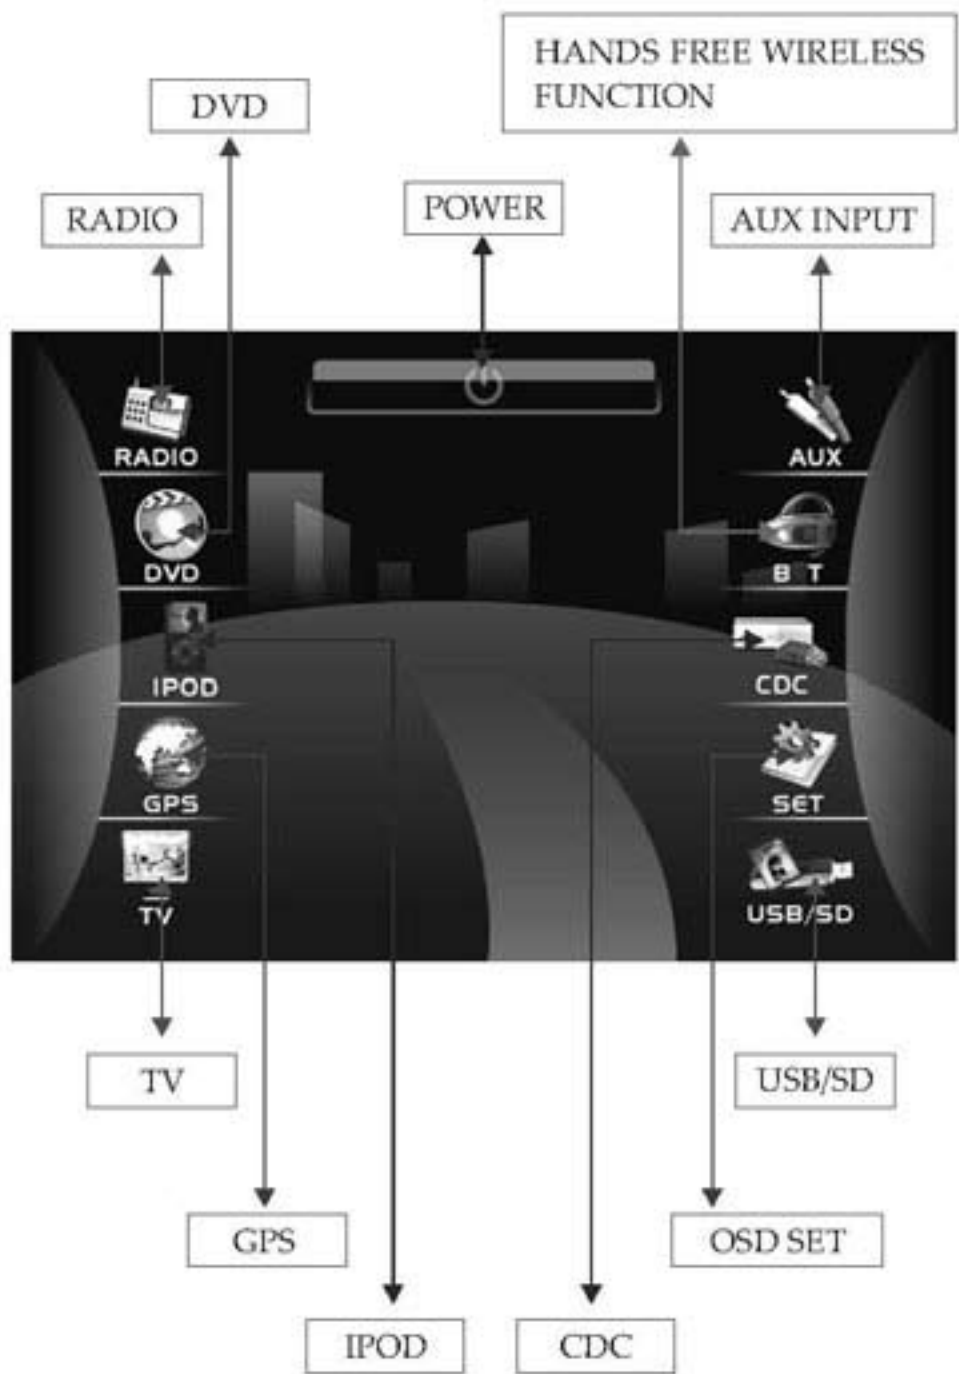 HANDS FREE WIRELESS
FUNCTION
DVD
RADIO
POWER
AUX INPUT
RADIO
AUX
DVD
B T
IPOD
CDC
GPS
SET
TV
USB/SD
TV
USB/SD
GPS
OSD SET
IPOD
CDC